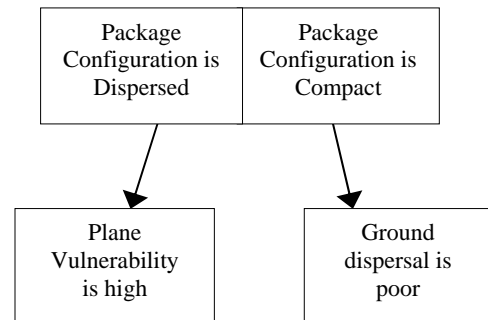 Package
Configuration is
Dispersed
Package
Configuration is
Compact
Plane
Vulnerability
is high
Ground
dispersal is
poor